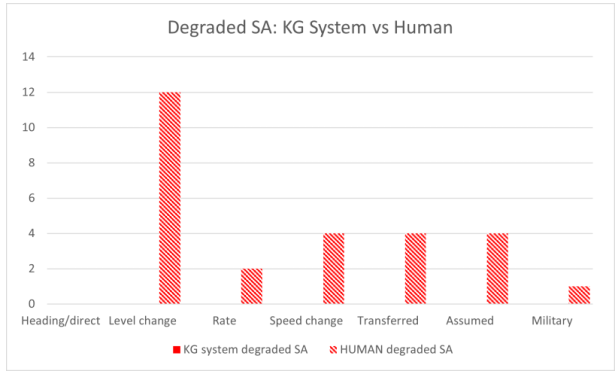 Degraded SA: KG System vs Human
14
12
10
8
6
4
2
0
Heading/direct Level change Rate Speed change Transferred Assumed Military
KG system degraded SA HUMAN degraded SA